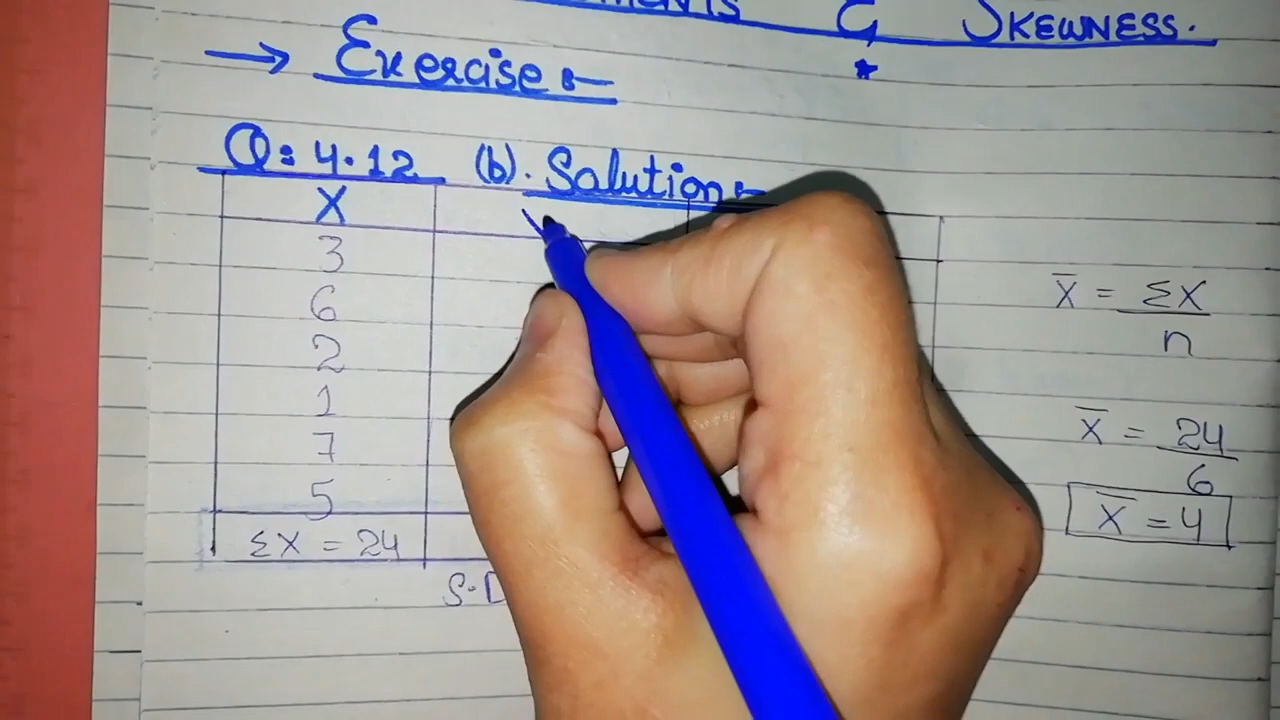 & SKEWNESS.
→ Exercise :-
Q: 4.12 (b). Solution :-
X
3
6
2
1
7
5
ΣX = 24
S.D
X̄ = ΣX / n
X̄ = 24 / 6
X̄ = 4